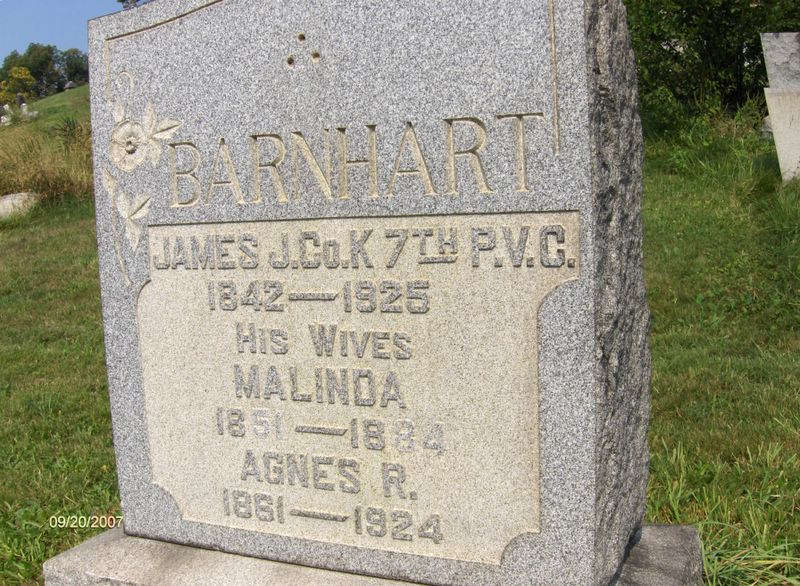 BARNHART
JAMES J. Co. K 7TH P.V.C.
1842—1925
HIS WIVES
MALINDA
1851—1884
AGNES R.
1861—1924
09/20/2007